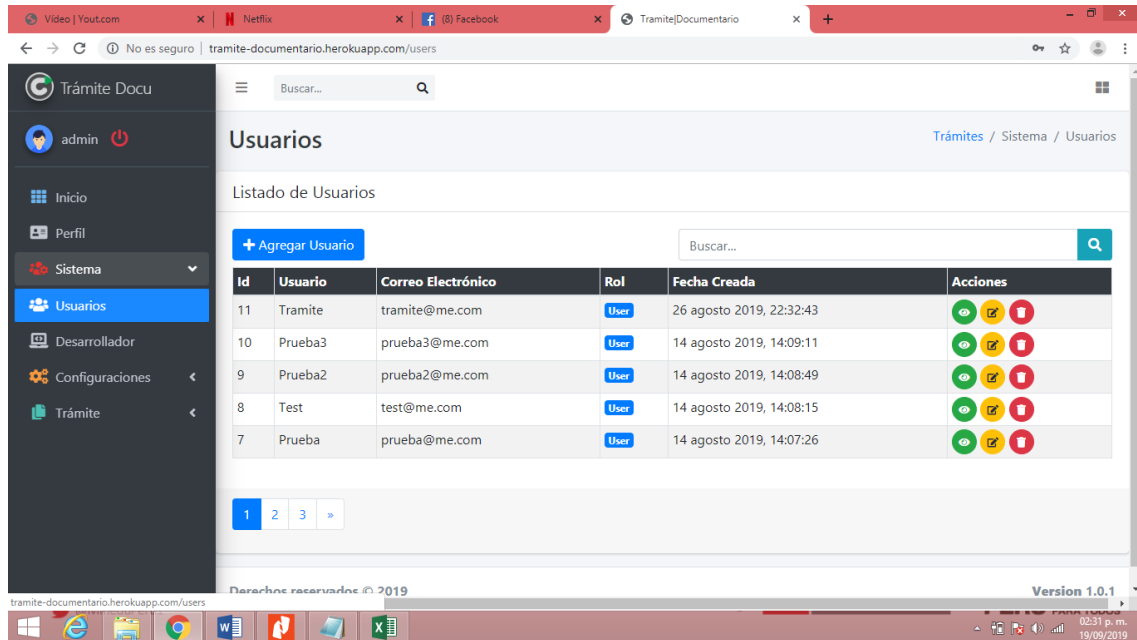 Vídeo | Yout.com
Netflix
(8) Facebook
Tramite|Documentario
No es seguro | tramite-documentario.herokuapp.com/users
Trámite Docu
Buscar...
admin
Usuarios
Trámites / Sistema / Usuarios
Inicio
Perfil
Sistema
Usuarios
Desarrollador
Configuraciones
Trámite
Listado de Usuarios
Agregar Usuario
Buscar...
Id Usuario Correo Electrónico Rol Fecha Creada Acciones
11 Tramite tramite@me.com User 26 agosto 2019, 22:32:43
10 Prueba3 prueba3@me.com User 14 agosto 2019, 14:09:11
9 Prueba2 prueba2@me.com User 14 agosto 2019, 14:08:49
8 Test test@me.com User 14 agosto 2019, 14:08:15
7 Prueba prueba@me.com User 14 agosto 2019, 14:07:26
1 2 3 »
Derechos reservados © 2019
Version 1.0.1
tramite-documentario.herokuapp.com/users
PARA TODOS
02:31 p. m.
19/09/2019